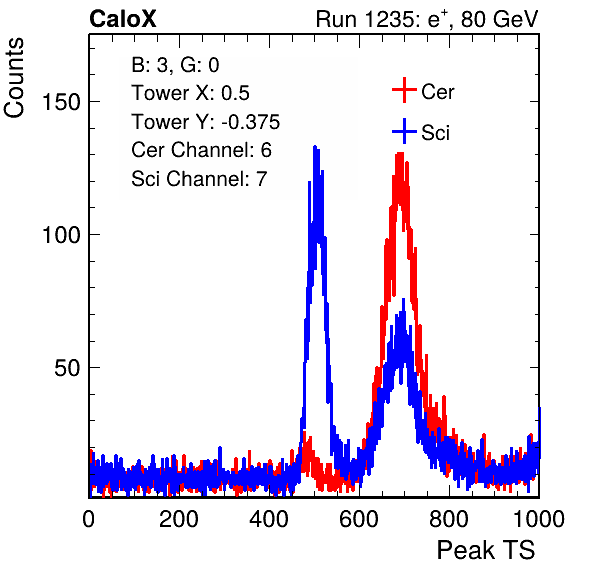 CaloX Run 1235: e+, 80 GeV
Counts
B: 3, G: 0
Tower X: 0.5
Tower Y: -0.375
Cer Channel: 6
Sci Channel: 7
Cer
Sci
150
100
50
0 200 400 600 800 1000
Peak TS